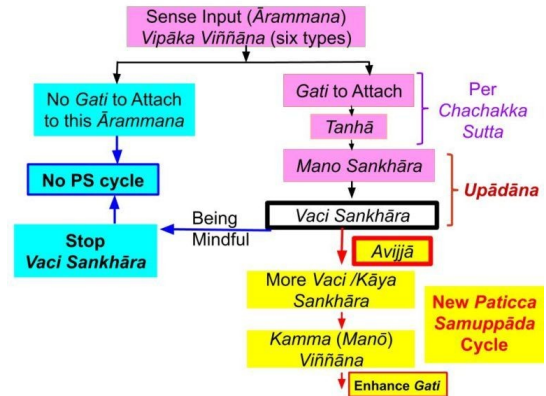 Sense Input (Ārammana)
Vipāka Viññāna (six types)
No Gati to Attach
to this Ārammana
Gati to Attach
Per
Chachakka
Sutta
Tanhā
No PS cycle
Mano Sankhāra
Upādāna
Being
Mindful
Vaci Sankhāra
Stop
Vaci Sankhāra
Avijjā
More Vaci /Kāya
Sankhāra
New Paticca
Samuppāda
Cycle
Kamma (Manō)
Viññāna
Enhance Gati